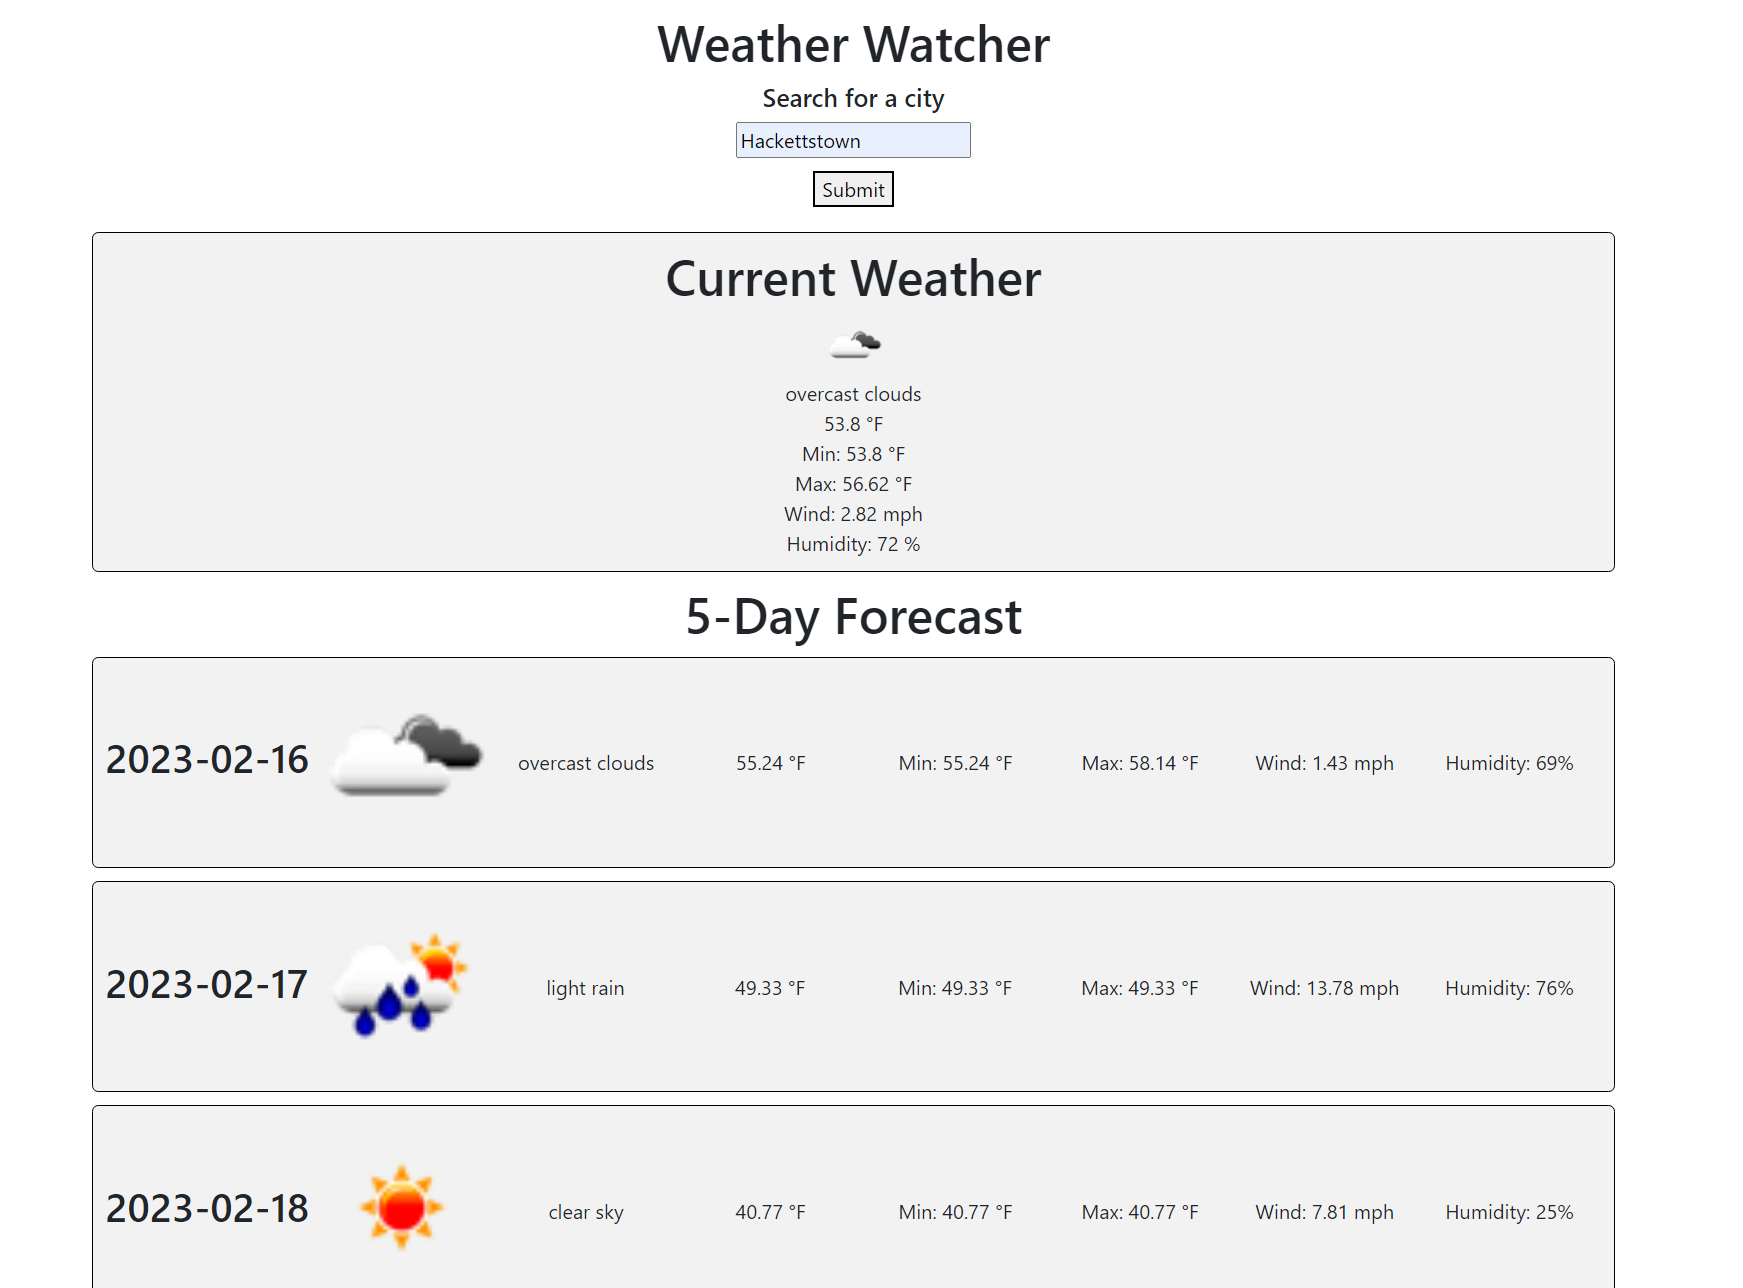 Weather Watcher
Search for a city
Hackettstown
Submit
Current Weather
overcast clouds
53.8 °F
Min: 53.8 °F
Max: 56.62 °F
Wind: 2.82 mph
Humidity: 72 %
5-Day Forecast
2023-02-16 overcast clouds 55.24 °F Min: 55.24 °F Max: 58.14 °F Wind: 1.43 mph Humidity: 69%
2023-02-17 light rain 49.33 °F Min: 49.33 °F Max: 49.33 °F Wind: 13.78 mph Humidity: 76%
2023-02-18 clear sky 40.77 °F Min: 40.77 °F Max: 40.77 °F Wind: 7.81 mph Humidity: 25%